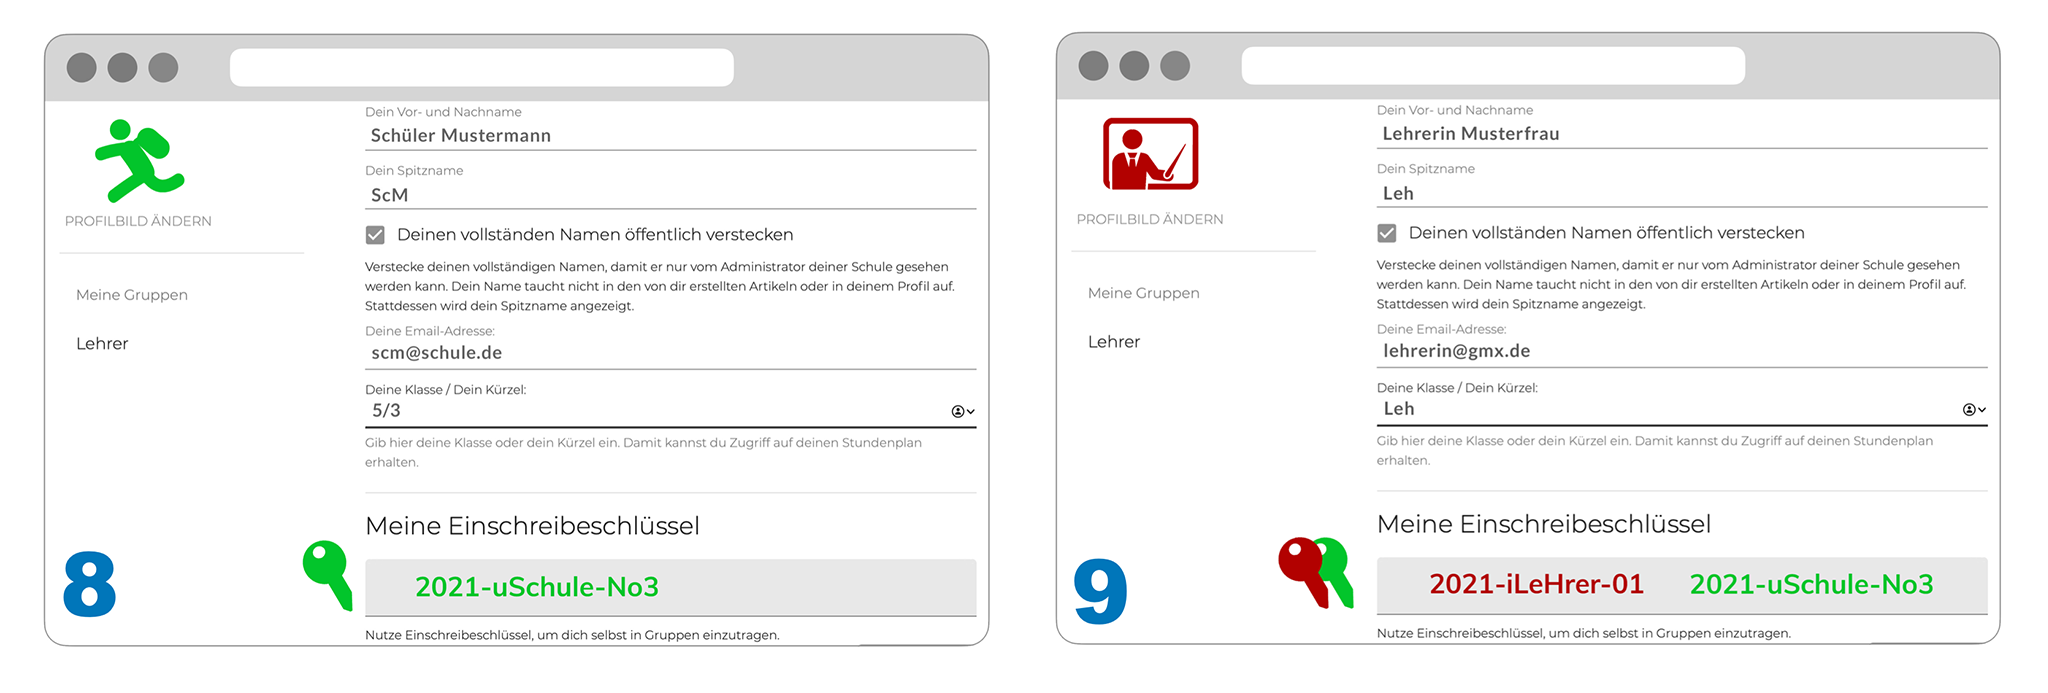 Dein Vor- und Nachname
Schüler Mustermann
Dein Spitzname
ScM
PROFILBILD ÄNDERN
Deinen vollständen Namen öffentlich verstecken
Verstecke deinen vollständigen Namen, damit er nur vom Administrator deiner Schule gesehen
werden kann. Dein Name taucht nicht in den von dir erstellten Artikeln oder in deinem Profil auf.
Stattdessen wird dein Spitzname angezeigt.
Meine Gruppen
Lehrer
Deine Email-Adresse:
scm@schule.de
Deine Klasse / Dein Kürzel:
5/3
Gib hier deine Klasse oder dein Kürzel ein. Damit kannst du Zugriff auf deinen Stundenplan
erhalten.
Meine Einschreibeschlüssel
8
2021-uSchule-No3
Nutze Einschreibeschlüssel, um dich selbst in Gruppen einzutragen.
Dein Vor- und Nachname
Lehrerin Musterfrau
Dein Spitzname
Leh
PROFILBILD ÄNDERN
Deinen vollständen Namen öffentlich verstecken
Verstecke deinen vollständigen Namen, damit er nur vom Administrator deiner Schule gesehen
werden kann. Dein Name taucht nicht in den von dir erstellten Artikeln oder in deinem Profil auf.
Stattdessen wird dein Spitzname angezeigt.
Meine Gruppen
Lehrer
Deine Email-Adresse:
lehrerin@gmx.de
Deine Klasse / Dein Kürzel:
Leh
Gib hier deine Klasse oder dein Kürzel ein. Damit kannst du Zugriff auf deinen Stundenplan
erhalten.
Meine Einschreibeschlüssel
9
2021-iLeHrer-01 2021-uSchule-No3
Nutze Einschreibeschlüssel, um dich selbst in Gruppen einzutragen.